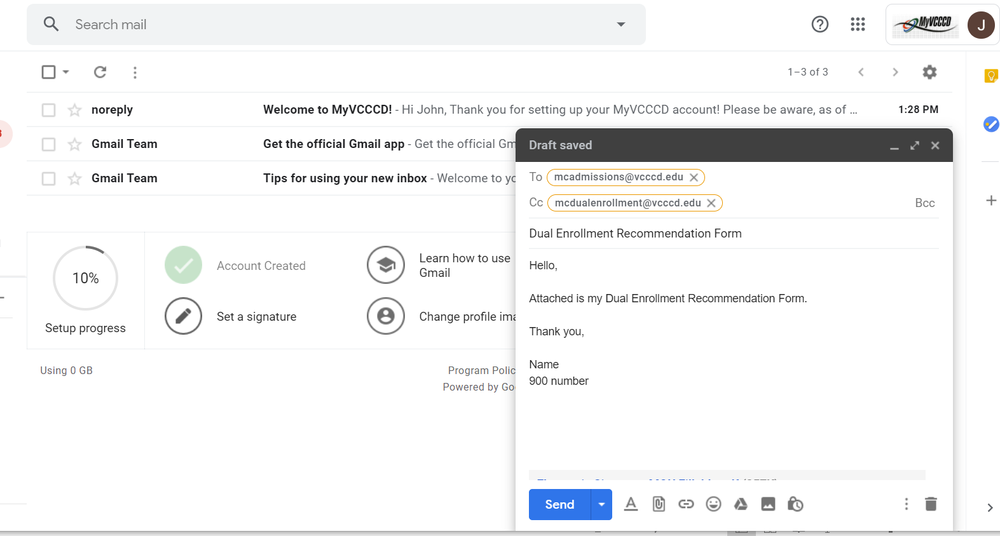 Search mail
MyVCCCD
J
1–3 of 3
noreply Welcome to MyVCCCD! - Hi John, Thank you for setting up your MyVCCCD account! Please be aware, as of ... 1:28 PM
Gmail Team Get the official Gmail app - Get the official Gm
Gmail Team Tips for using your new inbox - Welcome to yo
10%
Setup progress
Account Created
Learn how to use
Gmail
Set a signature
Change profile ima
Using 0 GB
Program Polic
Powered by Goo
Draft saved
To mcadmissions@vcccd.edu
Cc mcdualenrollment@vcccd.edu Bcc
Dual Enrollment Recommendation Form
Hello,
Attached is my Dual Enrollment Recommendation Form.
Thank you,
Name
900 number
Send